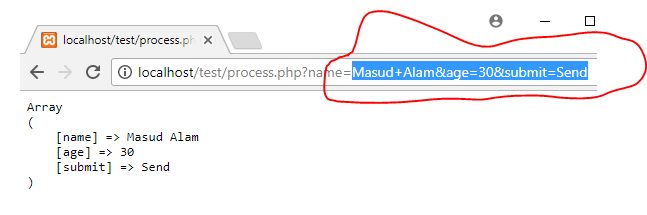 localhost/test/process.ph
localhost/test/process.php?name=Masud+Alam&age=30&submit=Send
Array
(
    [name] => Masud Alam
    [age] => 30
    [submit] => Send
)